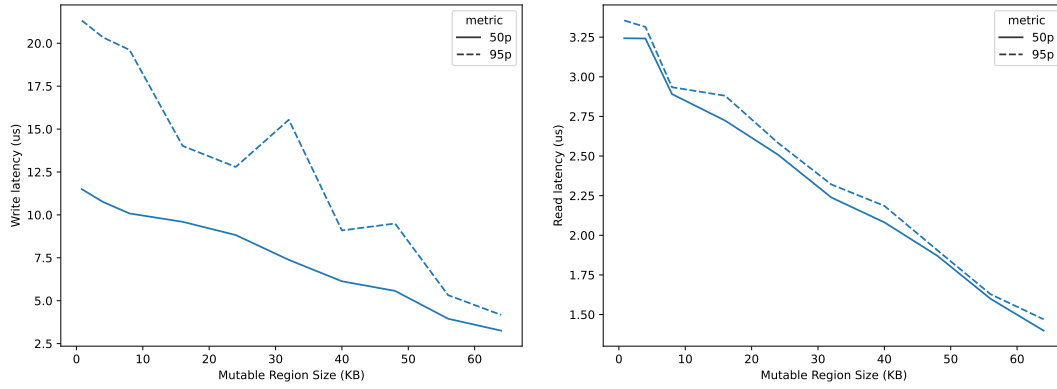 Write latency (us)
20.0
17.5
15.0
12.5
10.0
7.5
5.0
2.5
metric
50p
95p
0 10 20 30 40 50 60
Mutable Region Size (KB)
Read latency (us)
3.25
3.00
2.75
2.50
2.25
2.00
1.75
1.50
metric
50p
95p
0 10 20 30 40 50 60
Mutable Region Size (KB)